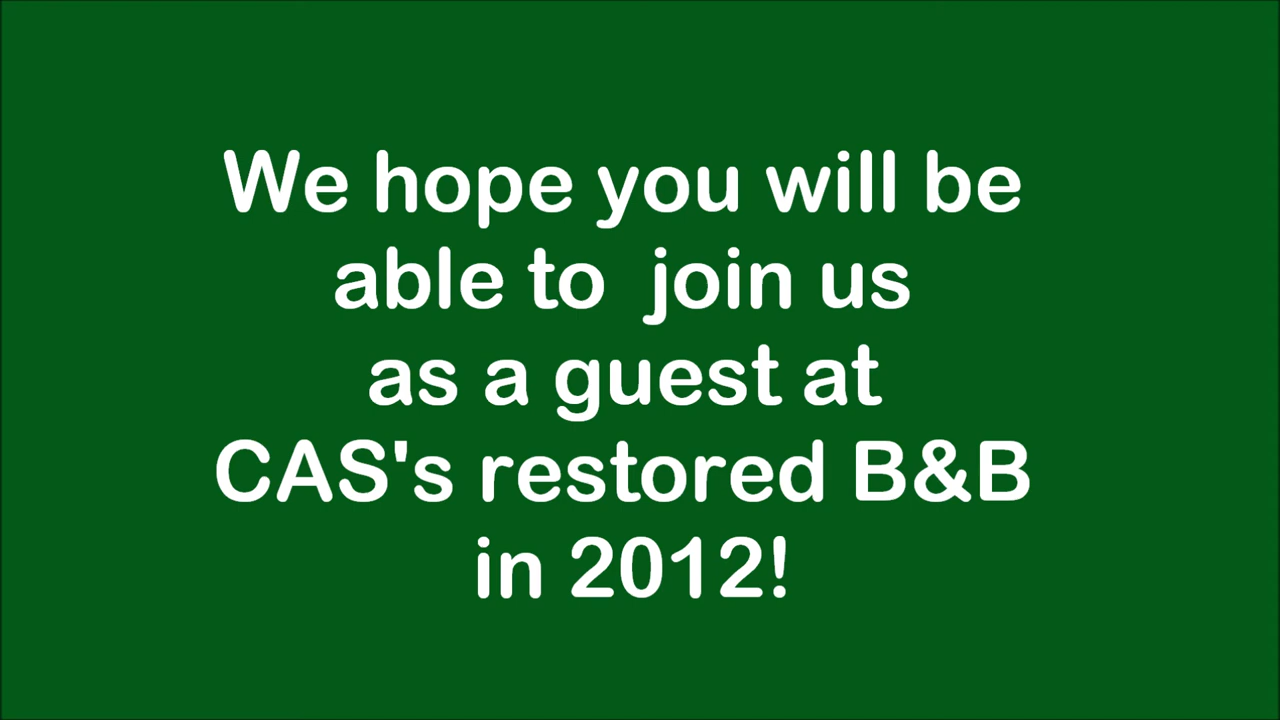 We hope you will be
able to  join us
as a guest at
CAS's restored B&B
in 2012!